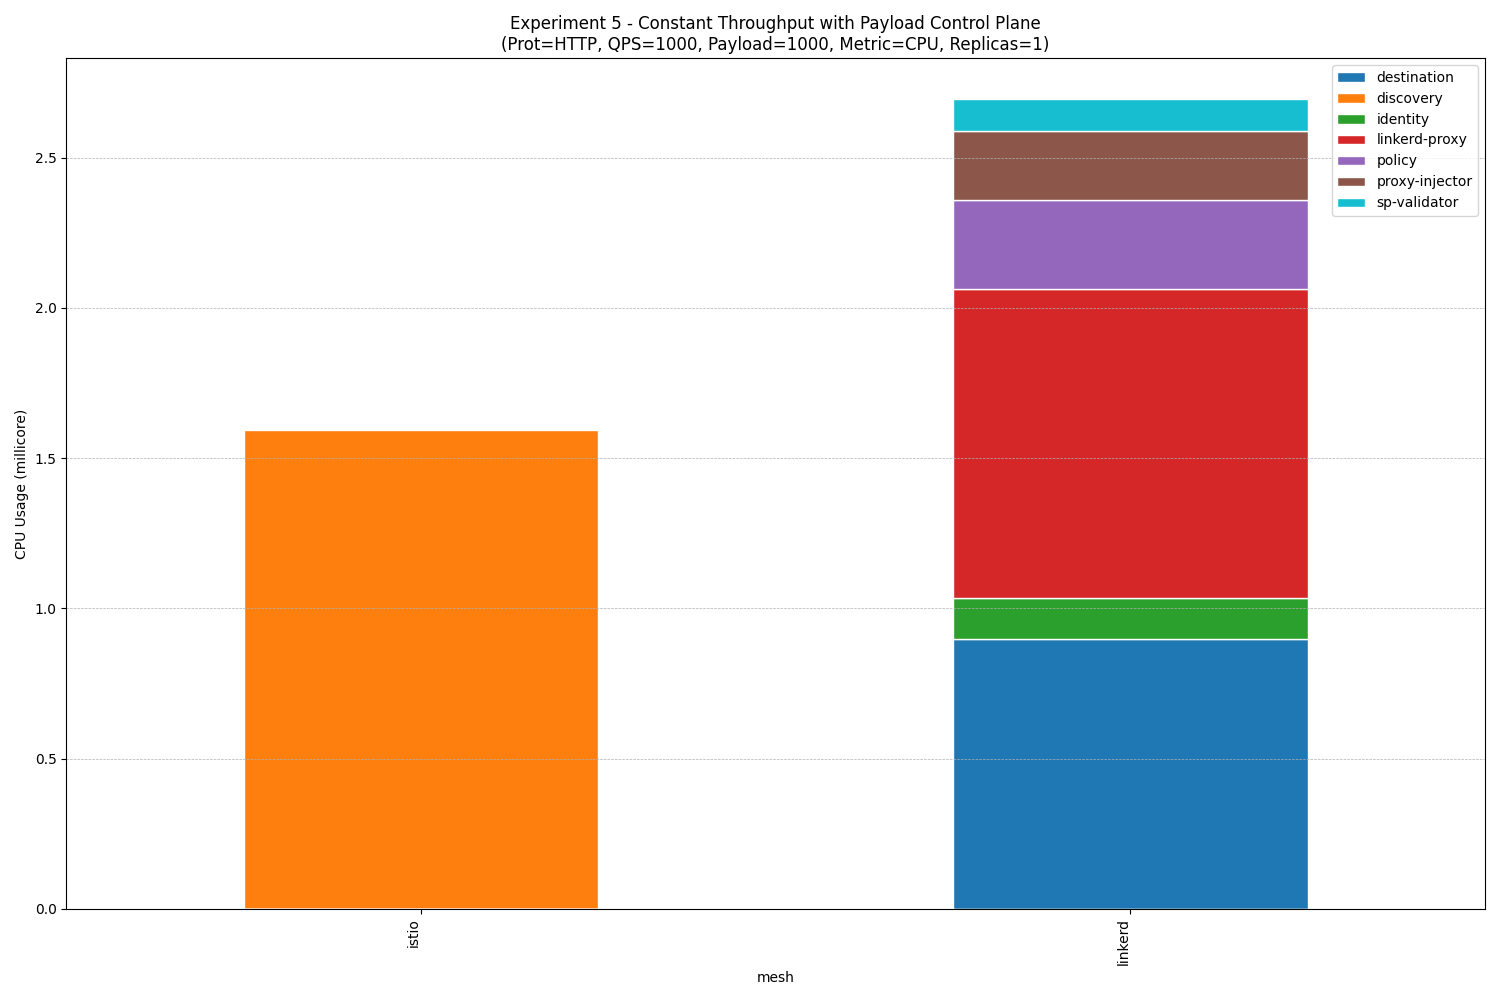 Experiment 5 - Constant Throughput with Payload Control Plane
(Prot=HTTP, QPS=1000, Payload=1000, Metric=CPU, Replicas=1)
destination
discovery
identity
linkerd-proxy
policy
proxy-injector
sp-validator
CPU Usage (millicore)
2.5
2.0
1.5
1.0
0.5
0.0
istio
linkerd
mesh